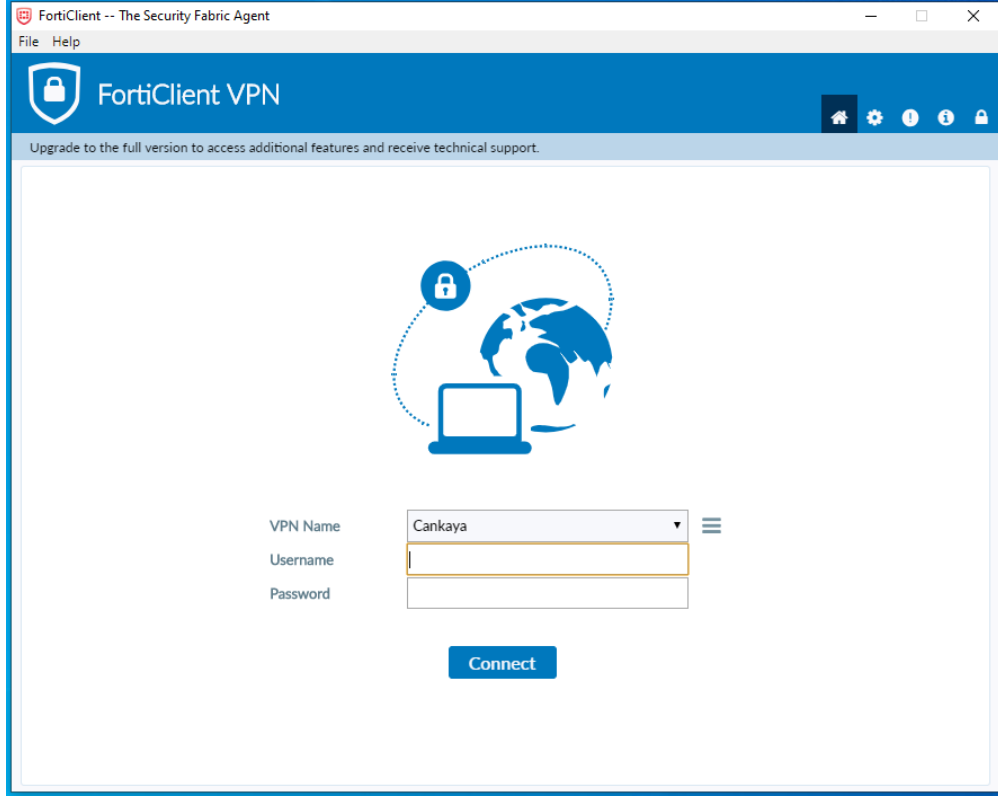 FortiClient -- The Security Fabric Agent
File Help
FortiClient VPN
Upgrade to the full version to access additional features and receive technical support.
VPN Name Cankaya
Username
Password
Connect